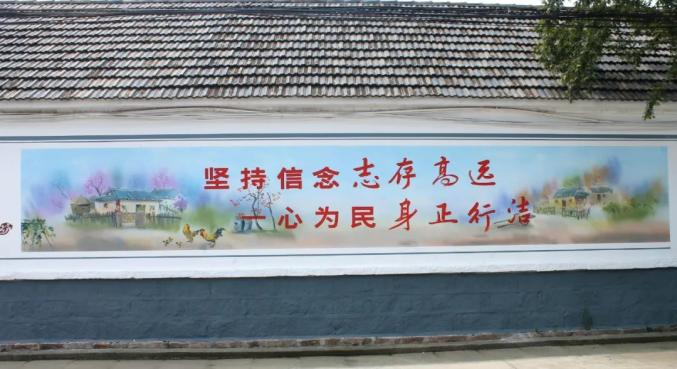 坚持信念志存高远
一心为民身正行洁